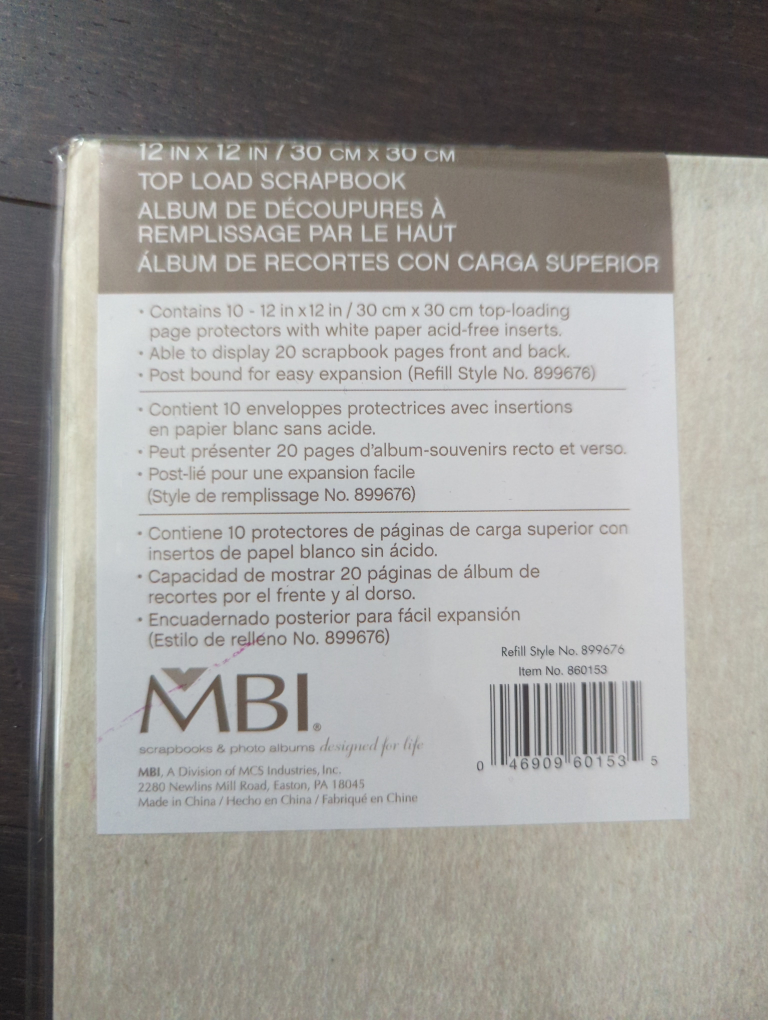 12 IN X 12 IN / 30 CM X 30 CM
TOP LOAD SCRAPBOOK
ALBUM DE DÉCOUPURES À
REMPLISSAGE PAR LE HAUT
ÁLBUM DE RECORTES CON CARGA SUPERIOR
• Contains 10 - 12 in x 12 in / 30 cm x 30 cm top-loading
page protectors with white paper acid-free inserts.
• Able to display 20 scrapbook pages front and back.
• Post bound for easy expansion (Refill Style No. 899676)
• Contient 10 enveloppes protectrices avec insertions
en papier blanc sans acide.
• Peut présenter 20 pages d'album-souvenirs recto et verso.
• Post-lié pour une expansion facile
(Style de remplissage No. 899676)
• Contiene 10 protectores de páginas de carga superior con
insertos de papel blanco sin ácido.
• Capacidad de mostrar 20 páginas de álbum de
recortes por el frente y al dorso.
• Encuadernado posterior para fácil expansión
(Estilo de relleno No. 899676)
Refill Style No. 899676
Item No. 860153
MBI®
scrapbooks & photo albums designed for life
MBI, A Division of MCS Industries, Inc.
2280 Newlins Mill Road, Easton, PA 18045
Made in China / Hecho en China / Fabriqué en Chine
0 46909 60153 5